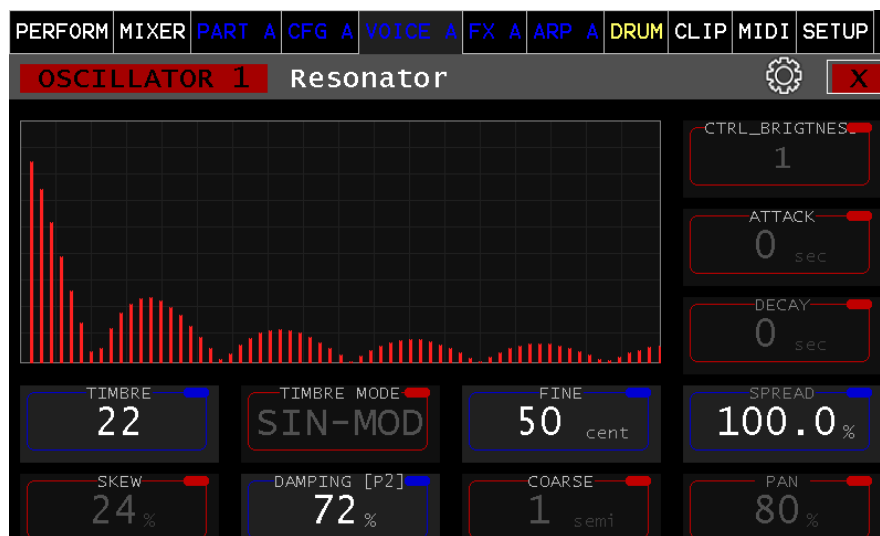 PERFORM MIXER PART A CFG A VOICE A FX A ARP A DRUM CLIP MIDI SETUP
OSCILLATOR 1 Resonator X
CTRL_BRIGTNES
1
ATTACK
0 sec
DECAY
0 sec
TIMBRE TIMBRE MODE FINE SPREAD
22 SIN-MOD 50 cent 100.0 %
SKEW DAMPING [P2] COARSE PAN
24 % 72 % 1 semi 80 %